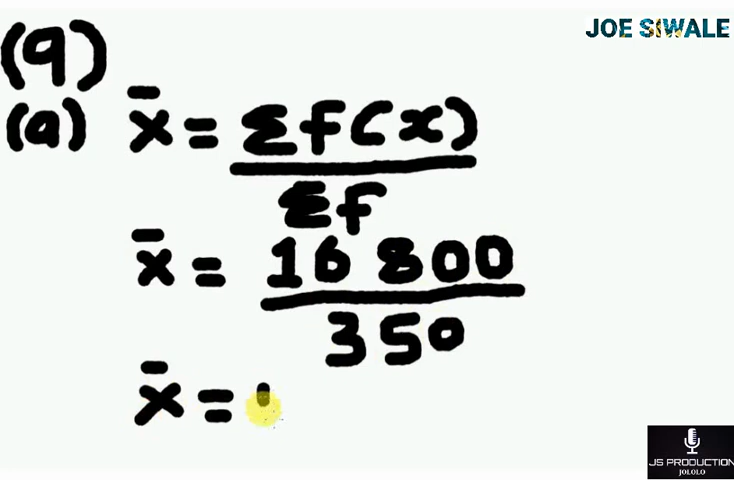 JOE SIWALE
(9)
(a) x̄ = Σf(x)
Σf
x̄ = 16 800
350
x̄ =
JS PRODUCTION
JOLOLO